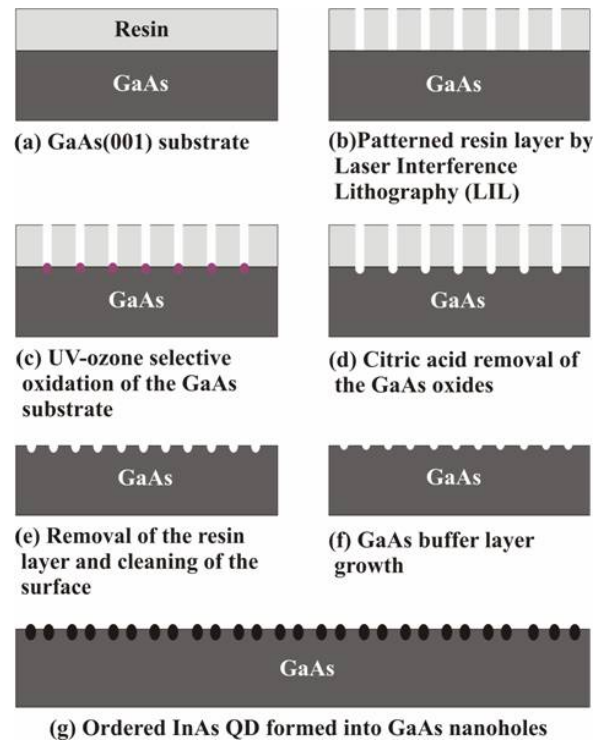 Resin
GaAs
(a) GaAs(001) substrate
GaAs
(b)Patterned resin layer by
Laser Interference
Lithography (LIL)
GaAs
(c) UV-ozone selective
oxidation of the GaAs
substrate
GaAs
(d) Citric acid removal of
the GaAs oxides
GaAs
(e) Removal of the resin
layer and cleaning of the
surface
GaAs
(f) GaAs buffer layer
growth
GaAs
(g) Ordered InAs QD formed into GaAs nanoholes